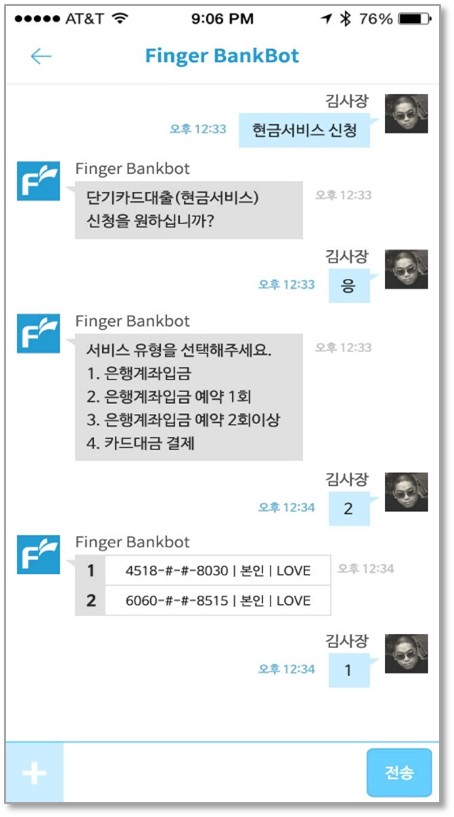 AT&T 9:06 PM 76%
Finger BankBot
김사장
오후 12:33 현금서비스 신청
Finger Bankbot
단기카드대출(현금서비스) 오후 12:33
신청을 원하십니까?
김사장
오후 12:33 응
Finger Bankbot
서비스 유형을 선택해주세요. 오후 12:33
1. 은행계좌입금
2. 은행계좌입금 예약 1회
3. 은행계좌입금 예약 2회이상
4. 카드대금 결제
김사장
오후 12:34 2
Finger Bankbot
1 4518-#-#-8030 | 본인 | LOVE 오후 12:34
2 6060-#-#-8515 | 본인 | LOVE
김사장
오후 12:34 1
+ 전송